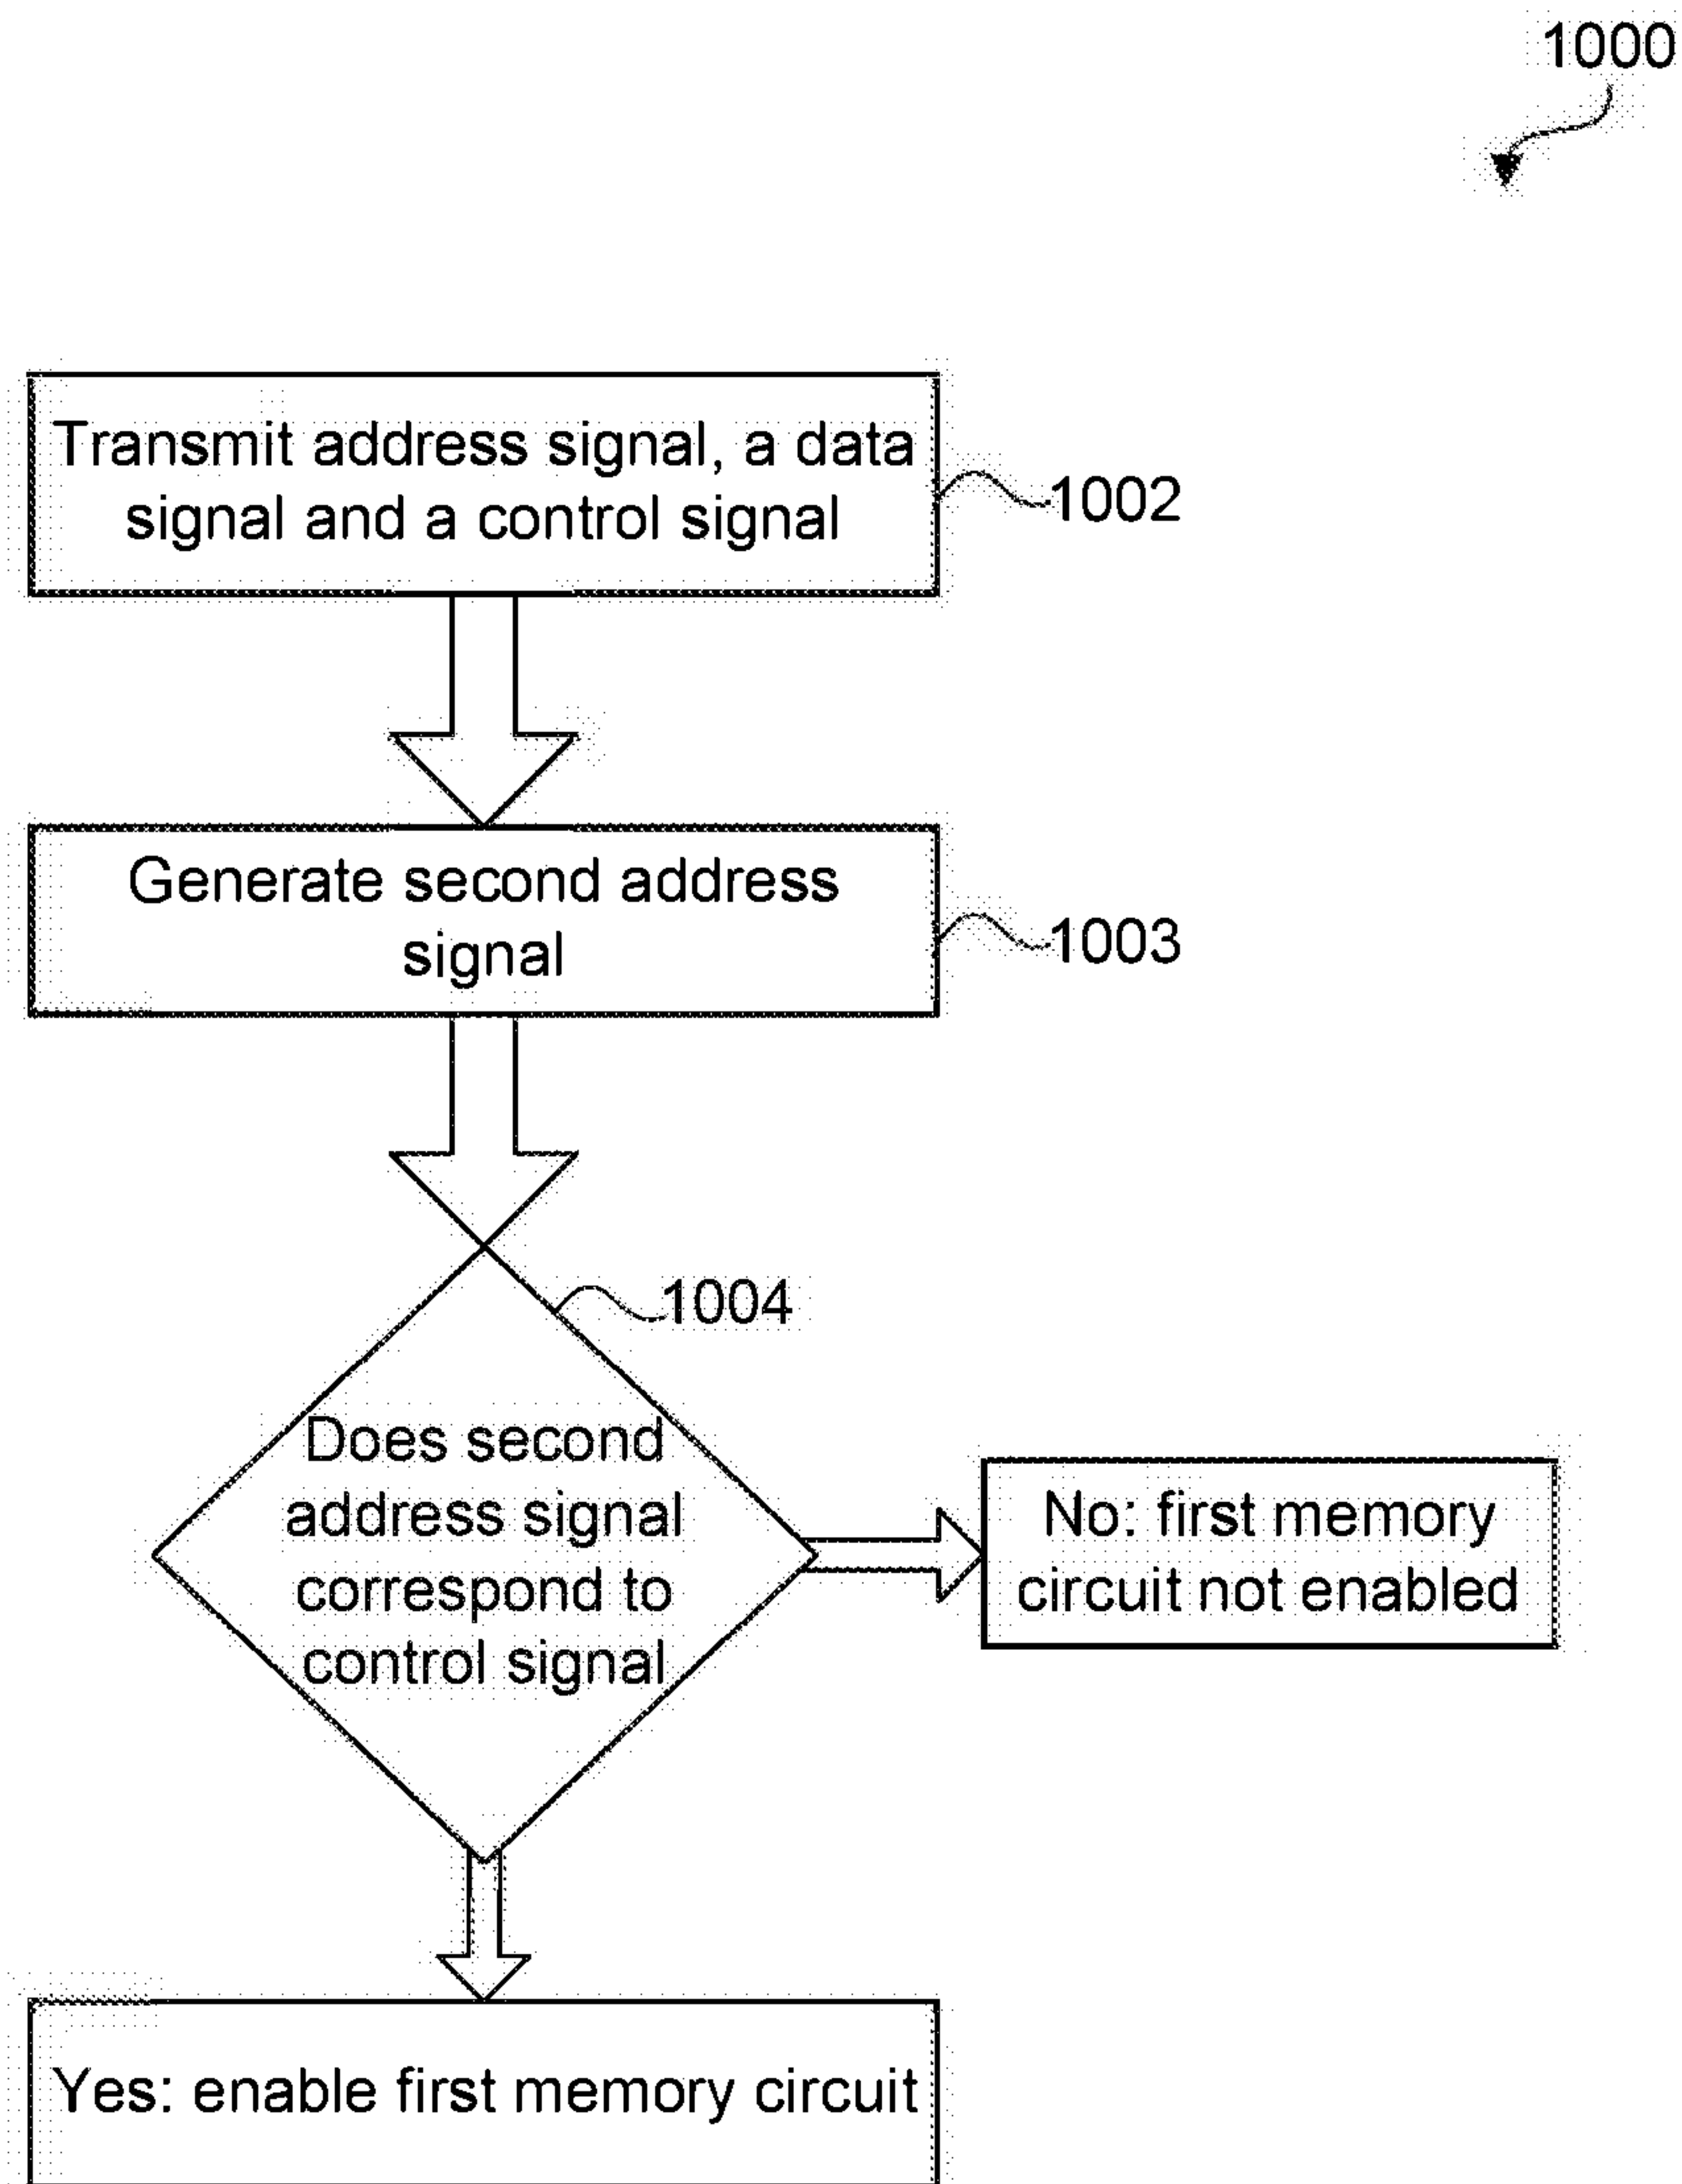 1000
Transmit address signal, a data
signal and a control signal
1002
Generate second address
signal
1003
1004
Does second
address signal
correspond to
control signal
No: first memory
circuit not enabled
Yes: enable first memory circuit